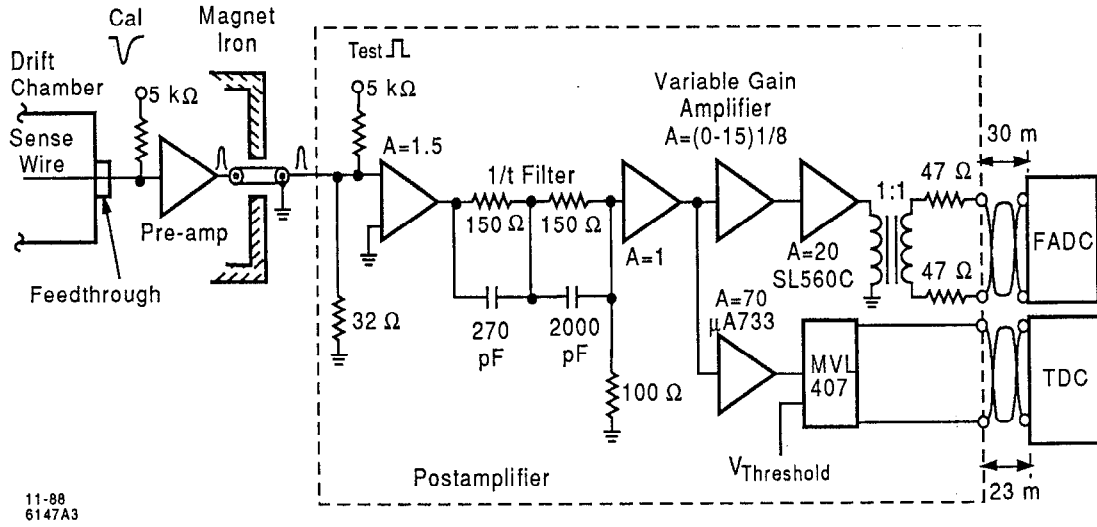 Cal
Magnet
Iron
Drift
Chamber
5 kΩ
Sense
Wire
Pre-amp
Feedthrough
Test
5 kΩ
A=1.5
32 Ω
1/t Filter
150 Ω
150 Ω
270
pF
2000
pF
100 Ω
A=1
Variable Gain
Amplifier
A=(0-15)1/8
A=20
SL560C
1:1
47 Ω
47 Ω
30 m
FADC
A=70
μA733
MVL
407
VThreshold
TDC
23 m
Postamplifier
11-88
6147A3